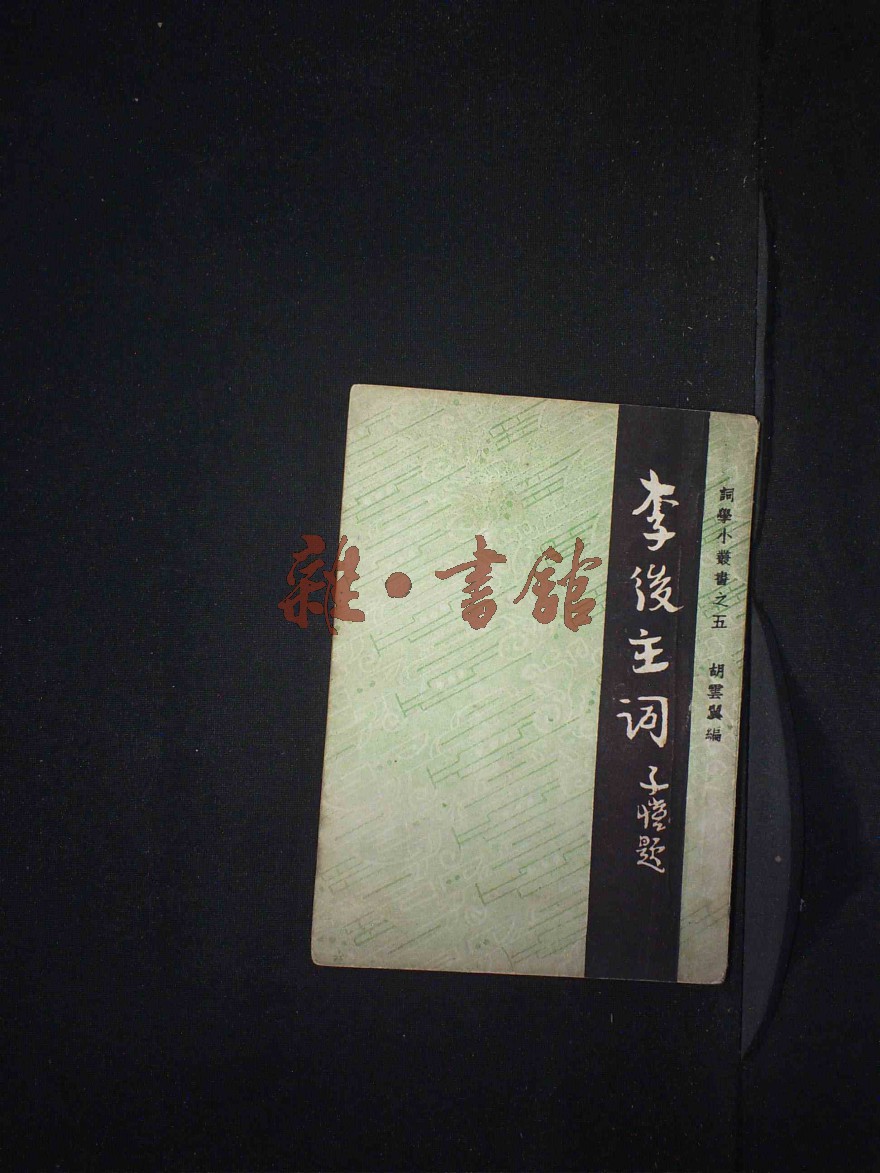 詞學小叢書之五 胡雲翼編
李後主词
子愷題
雜·書館